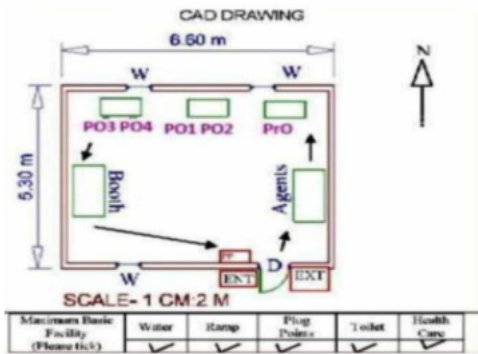 CAD DRAWING
6.60 m
N
W W
PO3 PO4 PO1 PO2 PrO
5.30 m
Booth
Agents
D
ENT EXT
W
SCALE- 1 CM:2 M
Maximum Basic Facility (Please tick) Water Ramp Plug Points Toilet Health Care